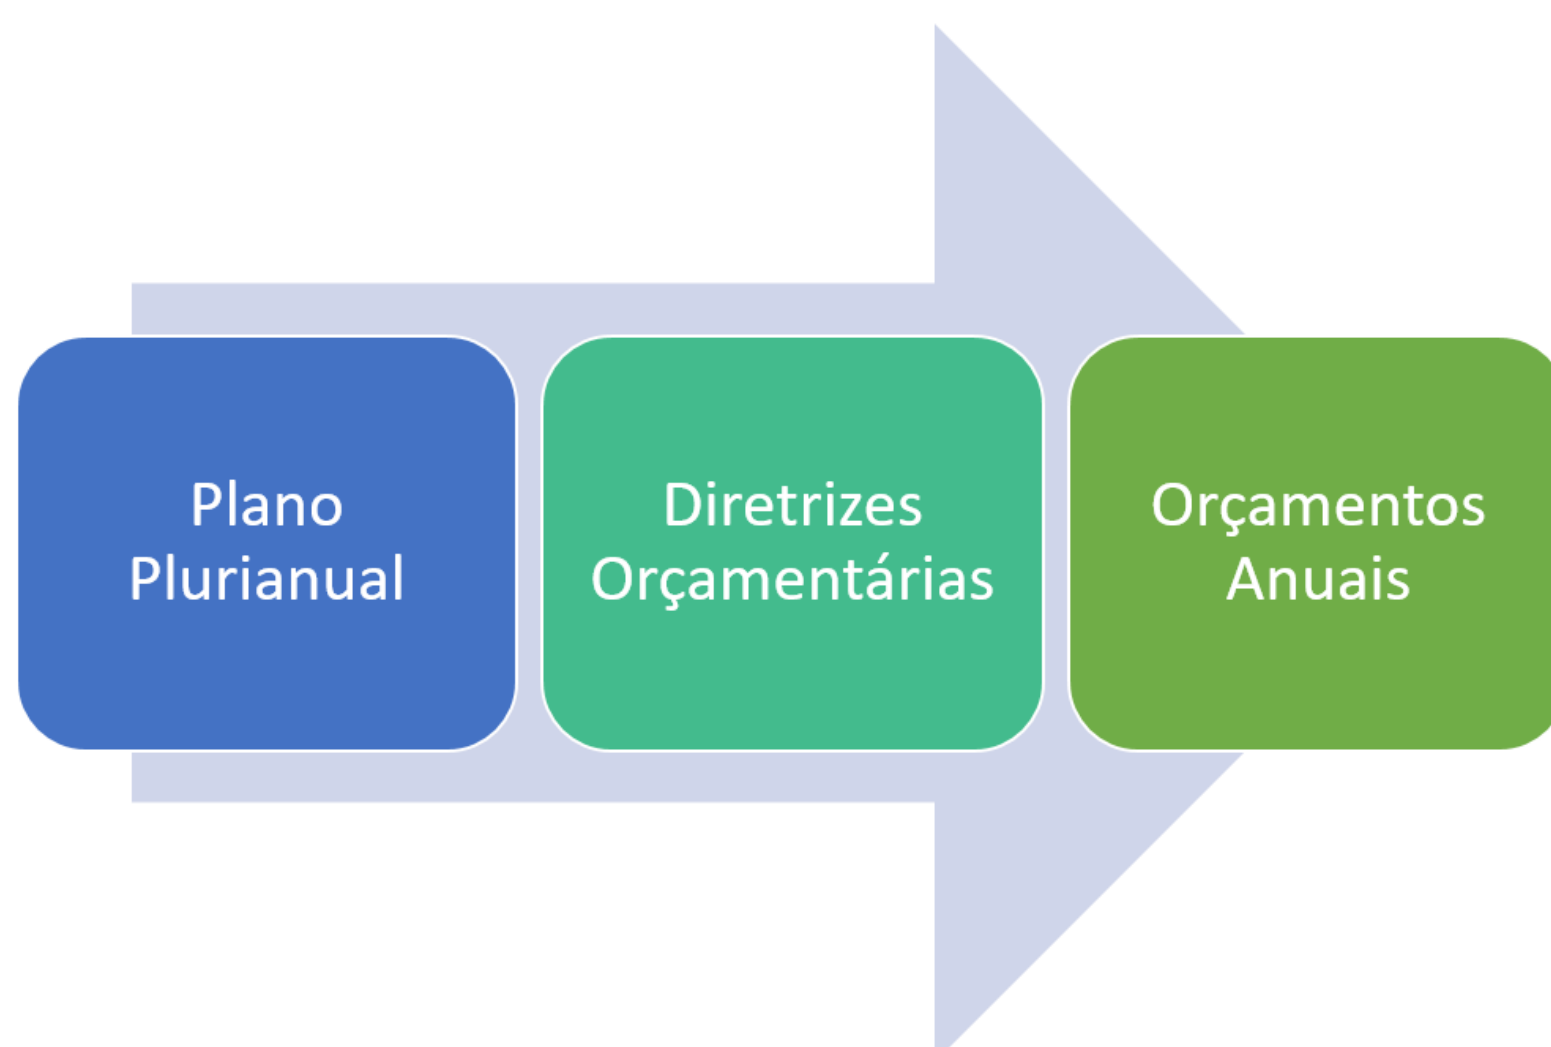 Plano
Plurianual
Diretrizes
Orçamentárias
Orçamentos
Anuais